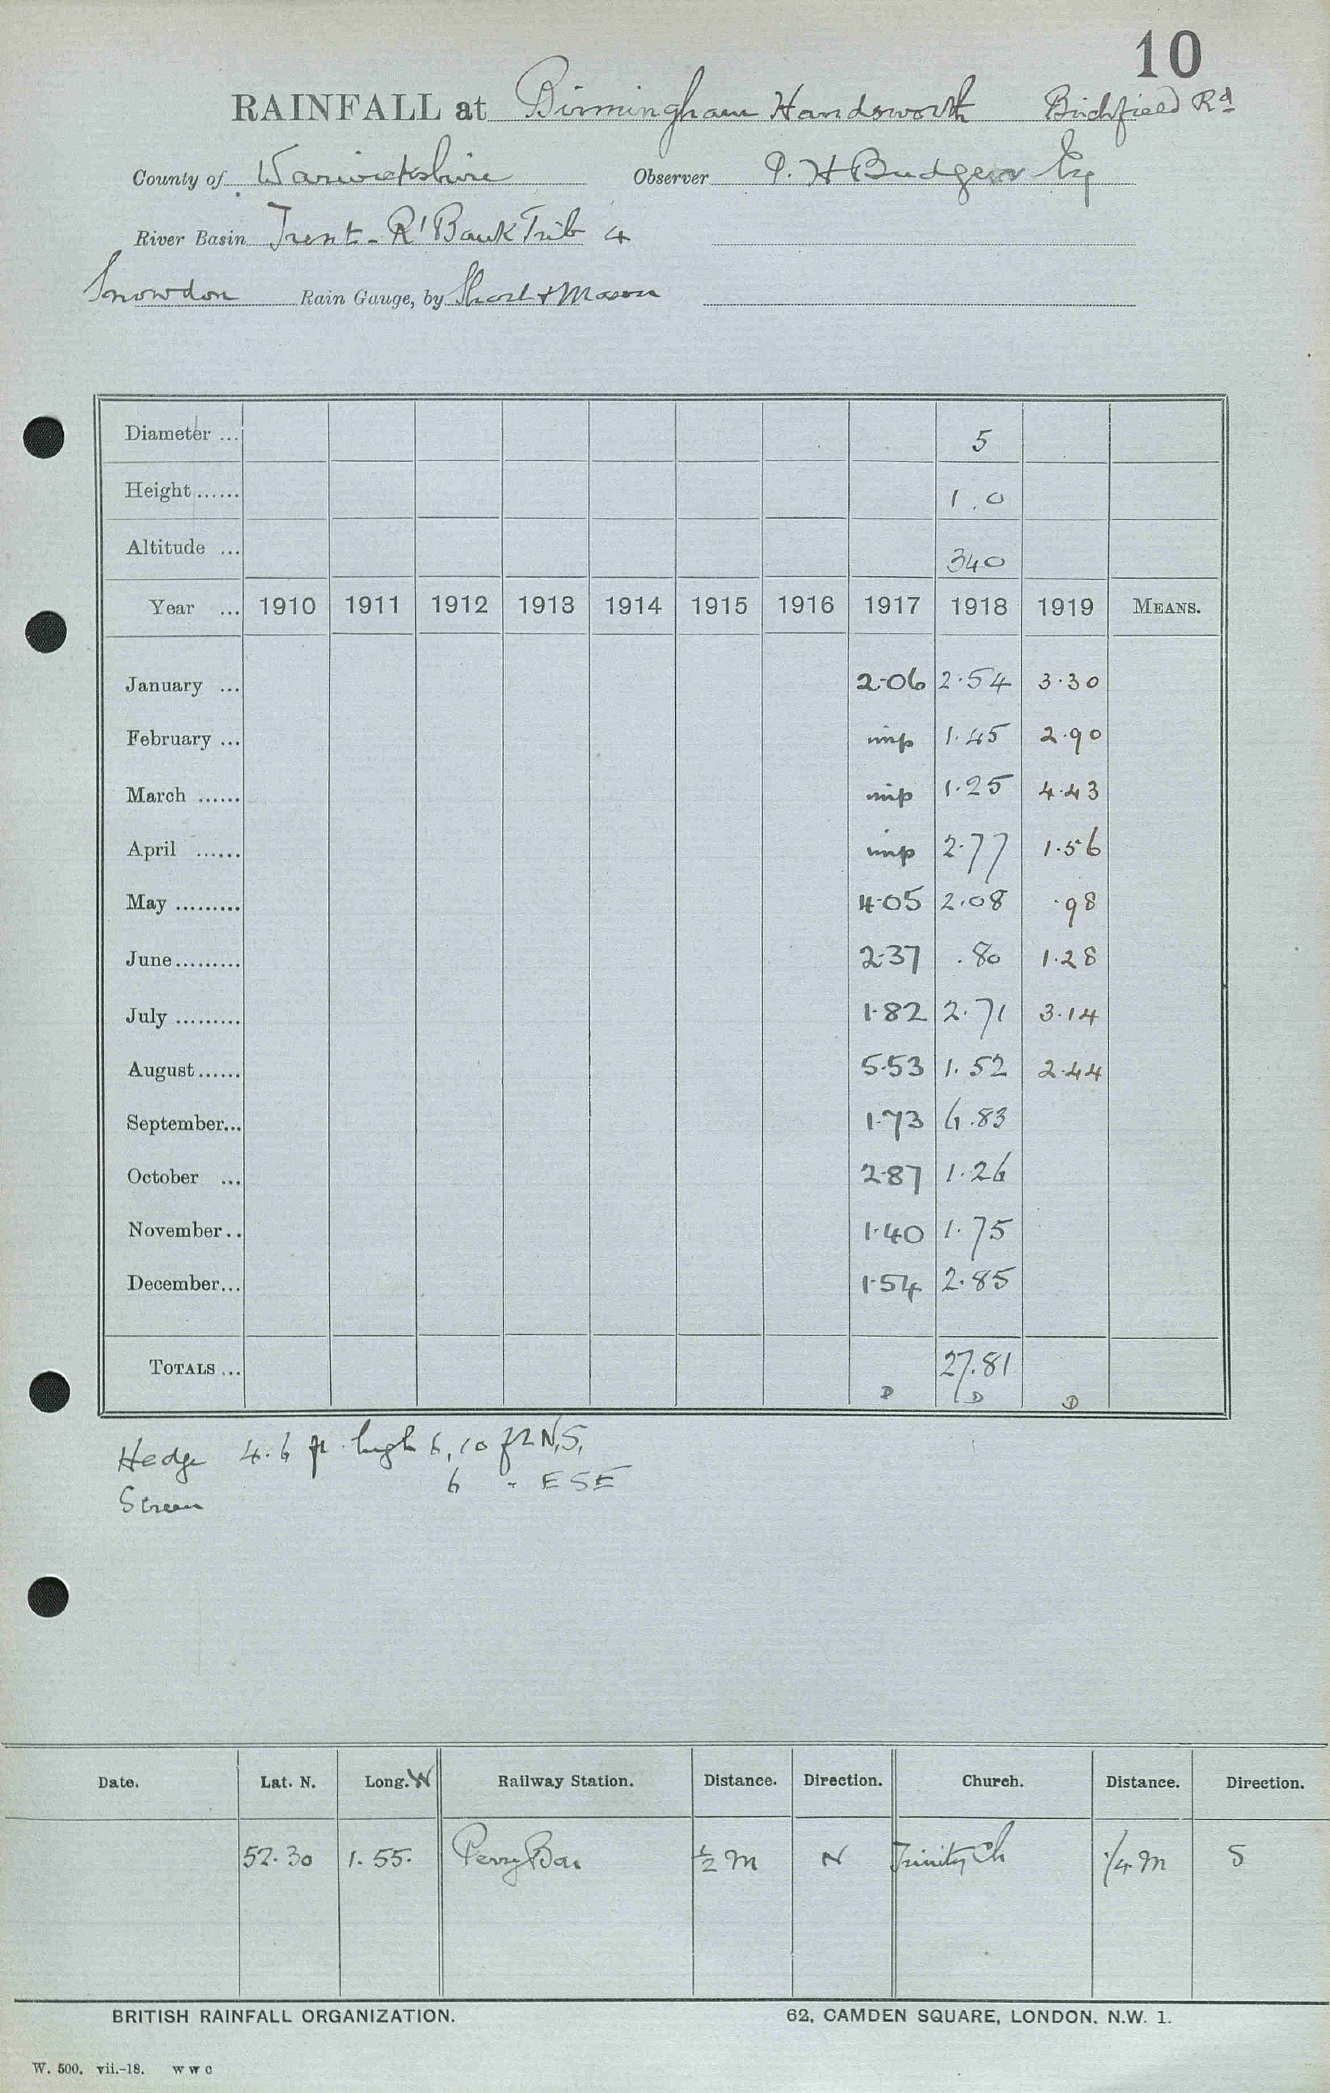 10
RAINFALL at Birmingham Handsworth Birchfield Rd
County of Warwickshire Observer P. H Budgen Esq
River Basin Trent - R' Bank Trib 4
Snowdon Rain Gauge, by Short & Mason
Diameter ... 5
Height ...... 1.0
Altitude ... 340
Year ... 1910 1911 1912 1913 1914 1915 1916 1917 1918 1919 MEANS.
January ... 2.06 2.54 3.30
February ... imp 1.45 2.90
March ...... imp 1.25 4.43
April ...... imp 2.77 1.56
May ......... 4.05 2.08 .98
June ......... 2.37 .80 1.28
July ......... 1.82 2.71 3.14
August ...... 5.53 1.52 2.44
September... 1.73 6.83
October ... 2.87 1.26
November .. 1.40 1.75
December... 1.54 2.85
TOTALS ... 27.81
D D D
Hedge 4.6 ft high 6, 10 ft N, S,
6 " ESE
Screen
Date. Lat. N. Long. W Railway Station. Distance. Direction. Church. Distance. Direction.
52.30 1.55. Perry Bar ½ m N Trinity Ch ¼ m S
BRITISH RAINFALL ORGANIZATION. 62, CAMDEN SQUARE, LONDON. N.W. 1.
W. 500. vii.-18. W W C